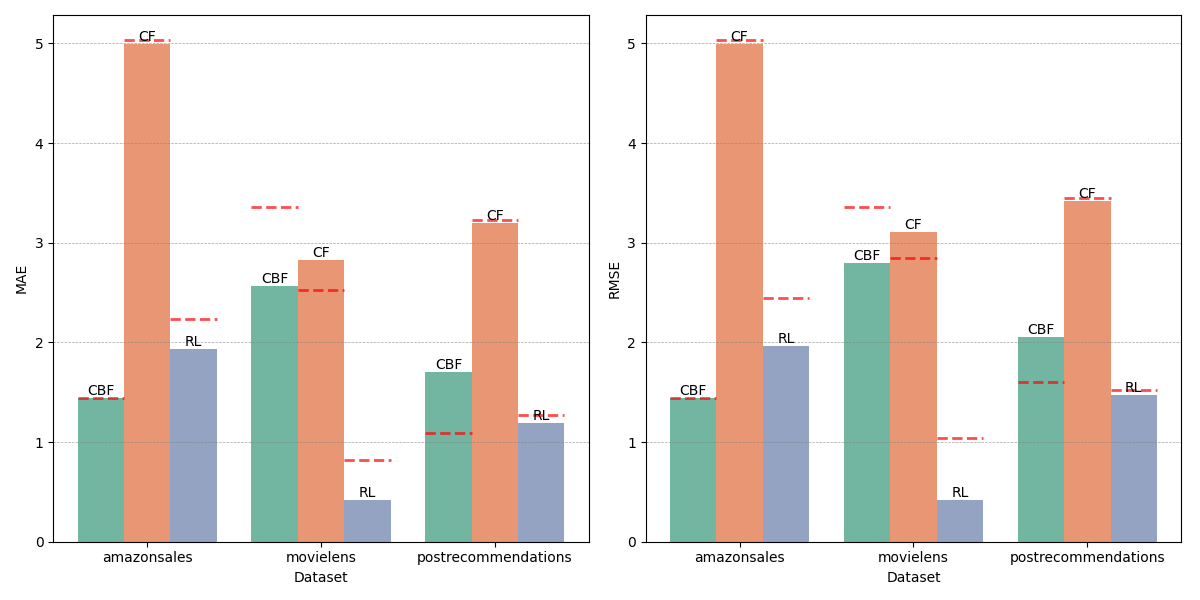 MAE
5
4
3
2
1
0
CF
CBF
RL
CBF
CF
RL
CBF
CF
RL
amazonsales
movielens
postrecommendations
Dataset
RMSE
5
4
3
2
1
0
CF
CBF
RL
CBF
CF
RL
CBF
CF
RL
amazonsales
movielens
postrecommendations
Dataset